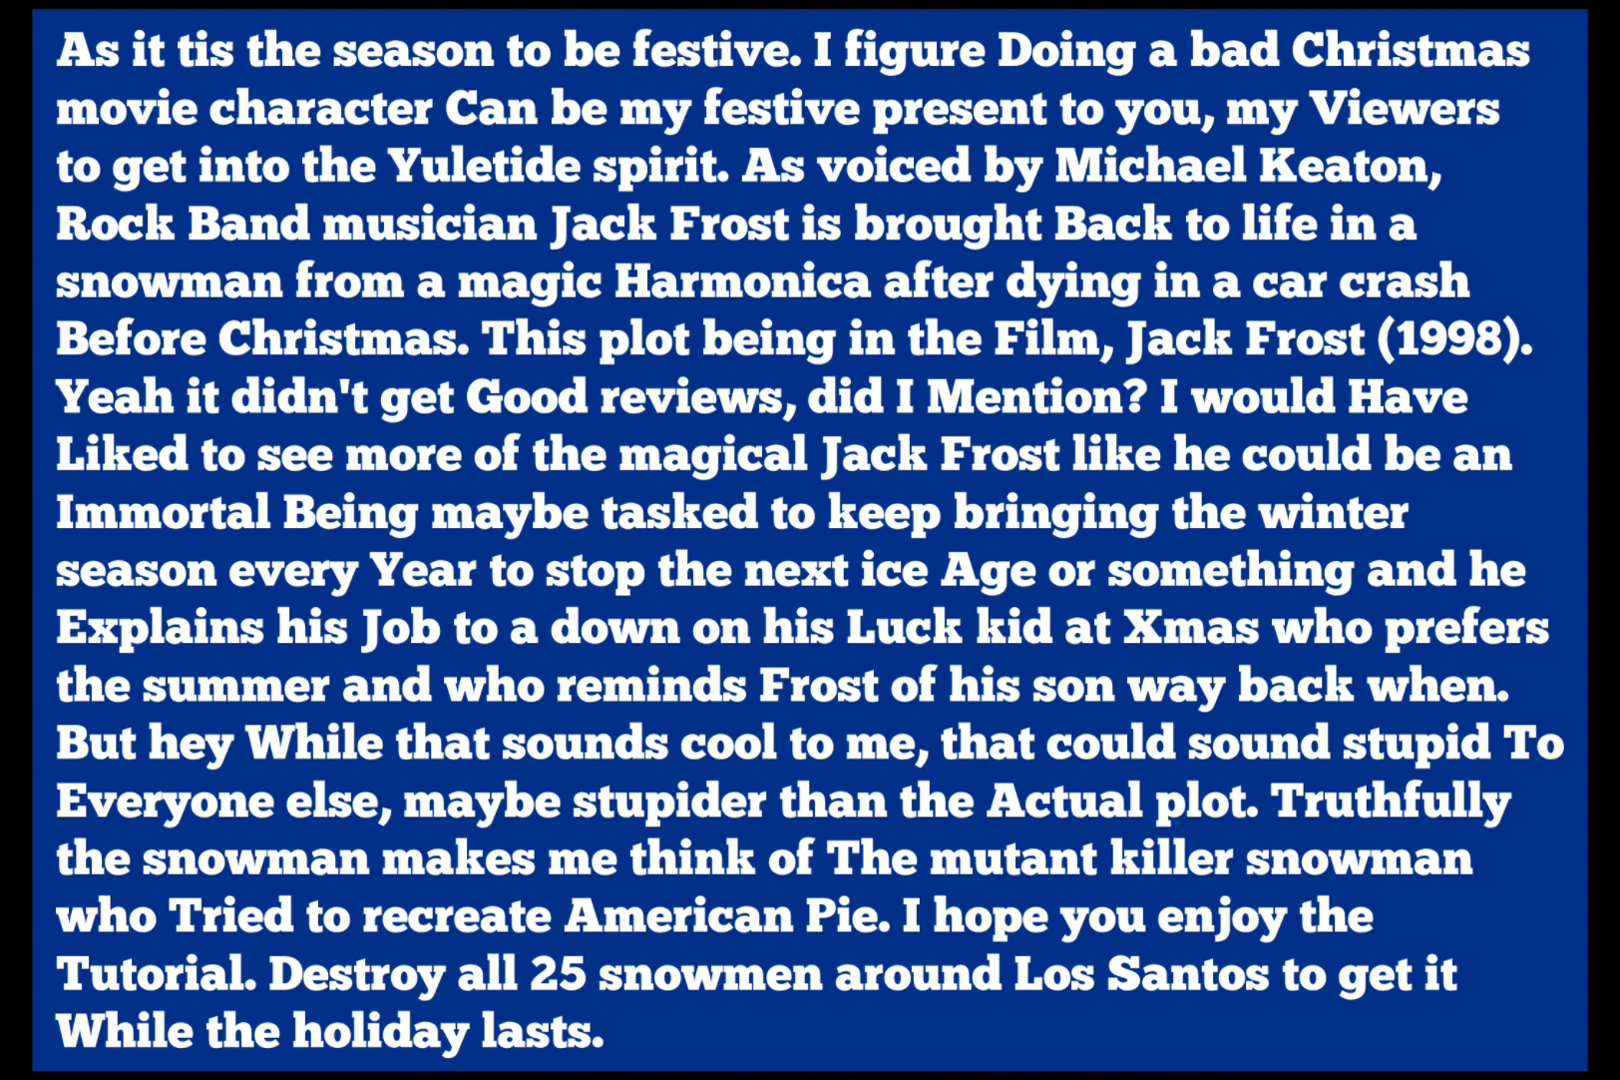 As it tis the season to be festive. I figure Doing a bad Christmas
movie character Can be my festive present to you, my Viewers
to get into the Yuletide spirit. As voiced by Michael Keaton,
Rock Band musician Jack Frost is brought Back to life in a
snowman from a magic Harmonica after dying in a car crash
Before Christmas. This plot being in the Film, Jack Frost (1998).
Yeah it didn't get Good reviews, did I Mention? I would Have
Liked to see more of the magical Jack Frost like he could be an
Immortal Being maybe tasked to keep bringing the winter
season every Year to stop the next ice Age or something and he
Explains his Job to a down on his Luck kid at Xmas who prefers
the summer and who reminds Frost of his son way back when.
But hey While that sounds cool to me, that could sound stupid To
Everyone else, maybe stupider than the Actual plot. Truthfully
the snowman makes me think of The mutant killer snowman
who Tried to recreate American Pie. I hope you enjoy the
Tutorial. Destroy all 25 snowmen around Los Santos to get it
While the holiday lasts.